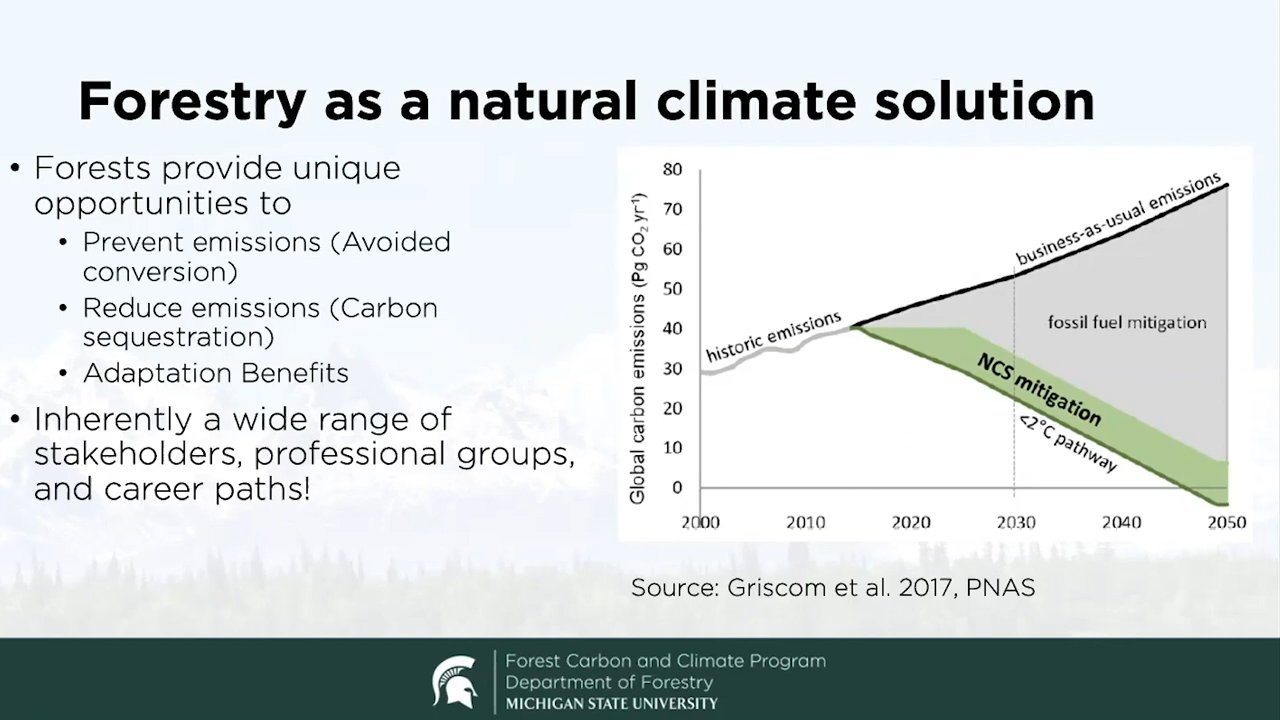 Forestry as a natural climate solution
• Forests provide unique
opportunities to
• Prevent emissions (Avoided
conversion)
• Reduce emissions (Carbon
sequestration)
• Adaptation Benefits
• Inherently a wide range of
stakeholders, professional groups,
and career paths!
Global carbon emissions (Pg CO₂ yr⁻¹)
80
70
60
50
40
30
20
10
0
2000 2010 2020 2030 2040 2050
historic emissions
business-as-usual emissions
fossil fuel mitigation
NCS mitigation
<2°C pathway
Source: Griscom et al. 2017, PNAS
Forest Carbon and Climate Program
Department of Forestry
MICHIGAN STATE UNIVERSITY